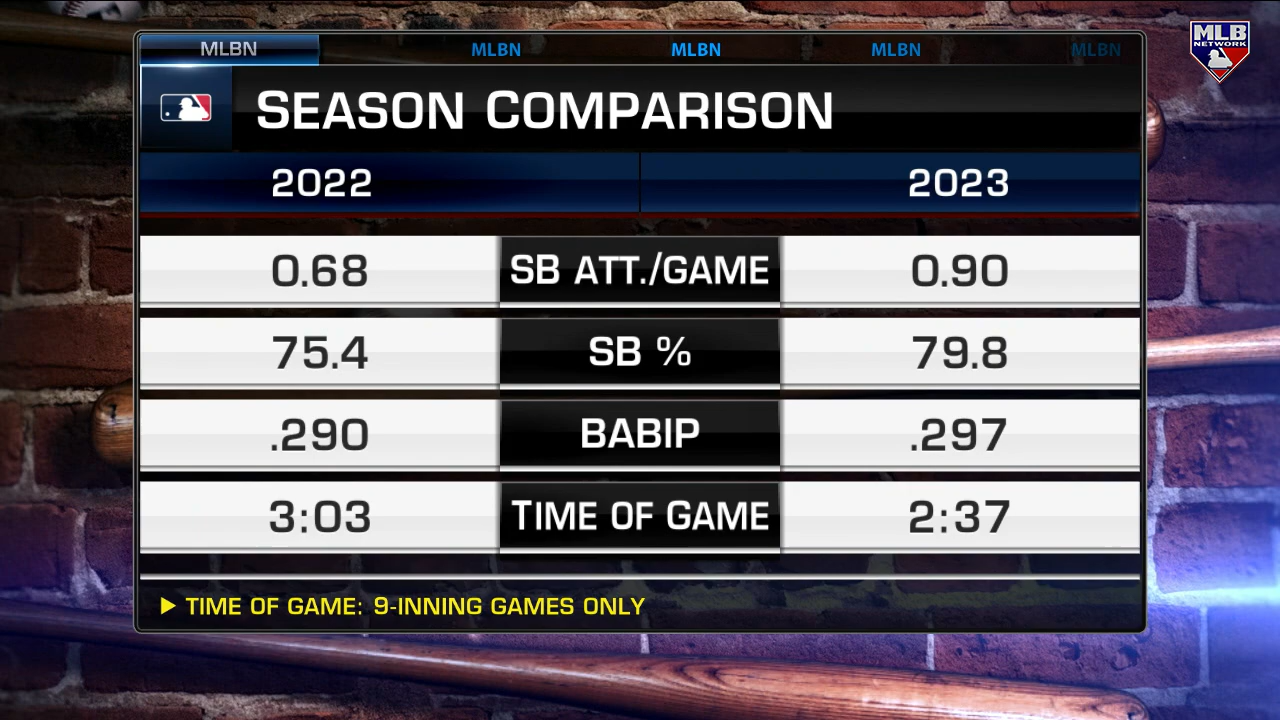 MLBN MLBN MLBN MLBN MLBN
MLB
NETWORK
SEASON COMPARISON
2022 2023
0.68 SB ATT./GAME 0.90
75.4 SB % 79.8
.290 BABIP .297
3:03 TIME OF GAME 2:37
► TIME OF GAME: 9-INNING GAMES ONLY